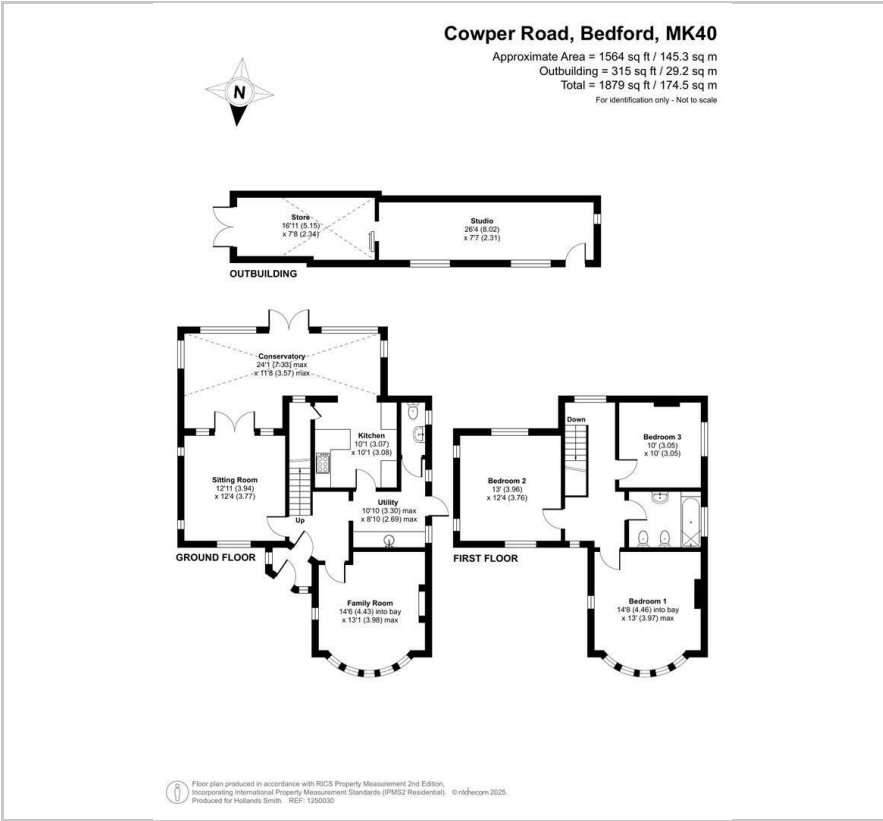 Cowper Road, Bedford, MK40
Approximate Area = 1564 sq ft / 145.3 sq m
Outbuilding = 315 sq ft / 29.2 sq m
Total = 1879 sq ft / 174.5 sq m
For identification only - Not to scale
N
Store
16'11 (5.15)
x 7'8 (2.34)
Studio
26'4 (8.02)
x 7'7 (2.31)
OUTBUILDING
Conservatory
24'1 (7.33) max
x 11'8 (3.57) max
Kitchen
10'1 (3.07)
x 10'1 (3.08)
Sitting Room
12'11 (3.94)
x 12'4 (3.77)
Up
Utility
10'10 (3.30) max
x 8'10 (2.69) max
GROUND FLOOR
Family Room
14'6 (4.43) into bay
x 13'1 (3.98) max
Down
Bedroom 3
10' (3.05)
x 10' (3.05)
Bedroom 2
13' (3.96)
x 12'4 (3.76)
FIRST FLOOR
Bedroom 1
14'8 (4.46) into bay
x 13' (3.97) max
Floor plan produced in accordance with RICS Property Measurement 2nd Edition,
Incorporating International Property Measurement Standards (IPMS2 Residential). ©nichecom 2025.
Produced for Hollands Smith. REF: 1250030